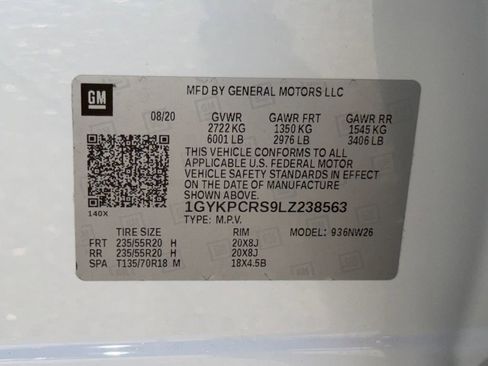 GM
MFD BY GENERAL MOTORS LLC
08/20 GVWR GAWR FRT GAWR RR
2722 KG 1350 KG 1545 KG
6001 LB 2976 LB 3406 LB
THIS VEHICLE CONFORMS TO ALL
APPLICABLE U.S. FEDERAL MOTOR
VEHICLE SAFETY STANDARDS IN EFFECT
ON THE DATE OF MANUFACTURE
SHOWN ABOVE.
140X 1GYKPCRS9LZ238563
TYPE: M.P.V.
TIRE SIZE RIM MODEL: 936NW26
FRT 235/55R20 H 20X8J
RR 235/55R20 H 20X8J
SPA T135/70R18 M 18X4.5B